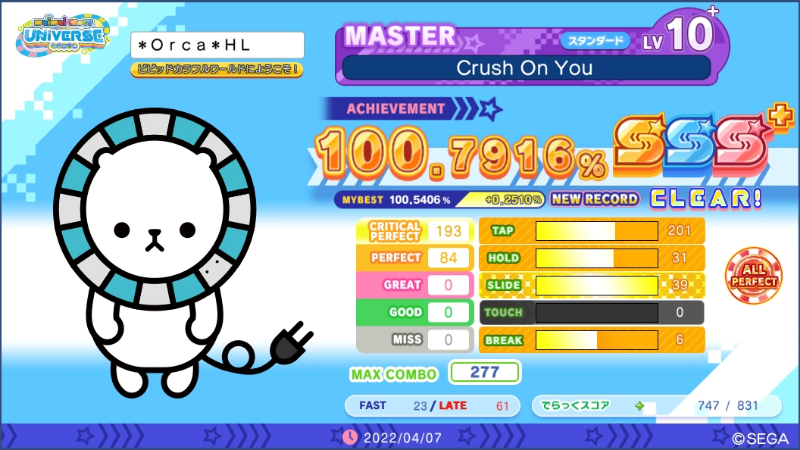 maimai でらっくす
UNiVERSE
*Orca*HL
ビビッドカラフルワールドにようこそ！
MASTER
スタンダード
LV 10+
Crush On You
ACHIEVEMENT
100.7916%
SSS+
MYBEST 100,5406 % +0,2510% NEW RECORD CLEAR!
CRITICAL PERFECT 193
PERFECT 84
GREAT 0
GOOD 0
MISS 0
TAP 201
HOLD 31
SLIDE 39
TOUCH 0
BREAK 6
ALL PERFECT
MAX COMBO 277
FAST 23 / LATE 61
でらっくスコア 747 / 831
2022/04/07
©SEGA